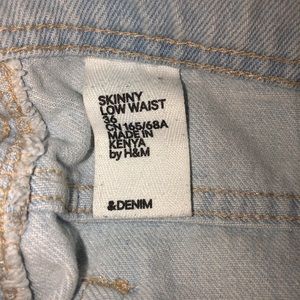 SKINNY
LOW WAIST
36
CN 165/68A
MADE IN
KENYA
by H&M
&DENIM